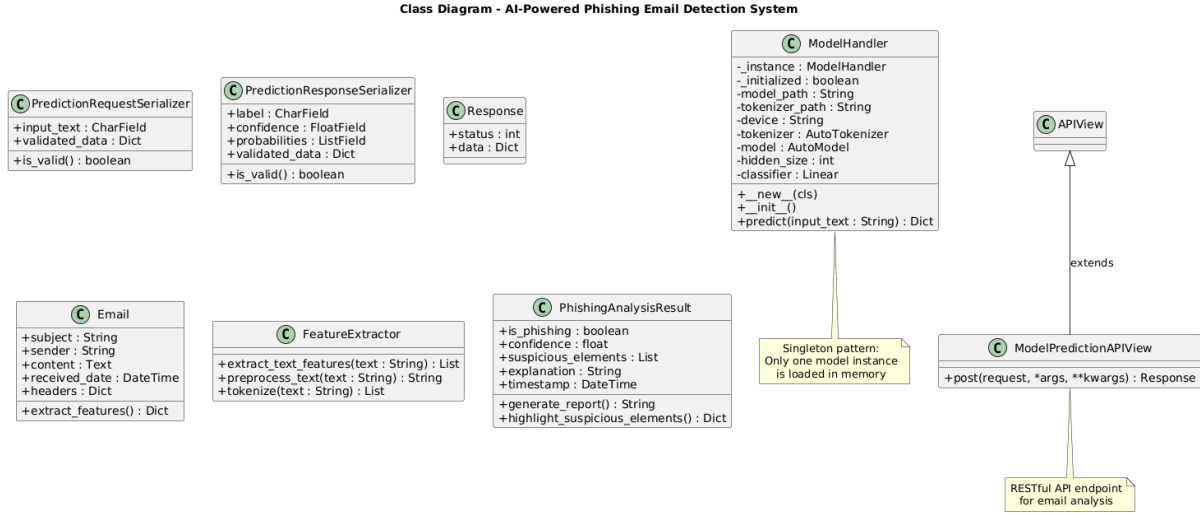 Class Diagram - AI-Powered Phishing Email Detection System
C PredictionRequestSerializer
+input_text : CharField
+validated_data : Dict
+is_valid() : boolean
C PredictionResponseSerializer
+label : CharField
+confidence : FloatField
+probabilities : ListField
+validated_data : Dict
+is_valid() : boolean
C Response
+status : int
+data : Dict
C ModelHandler
-_instance : ModelHandler
-_initialized : boolean
-model_path : String
-tokenizer_path : String
-device : String
-tokenizer : AutoTokenizer
-model : AutoModel
-hidden_size : int
-classifier : Linear
+__new__(cls)
+__init__()
+predict(input_text : String) : Dict
C APIView
extends
C Email
+subject : String
+sender : String
+content : Text
+received_date : DateTime
+headers : Dict
+extract_features() : Dict
C FeatureExtractor
+extract_text_features(text : String) : List
+preprocess_text(text : String) : String
+tokenize(text : String) : List
C PhishingAnalysisResult
+is_phishing : boolean
+confidence : float
+suspicious_elements : List
+explanation : String
+timestamp : DateTime
+generate_report() : String
+highlight_suspicious_elements() : Dict
Singleton pattern:
Only one model instance
is loaded in memory
C ModelPredictionAPIView
+post(request, *args, **kwargs) : Response
RESTful API endpoint
for email analysis